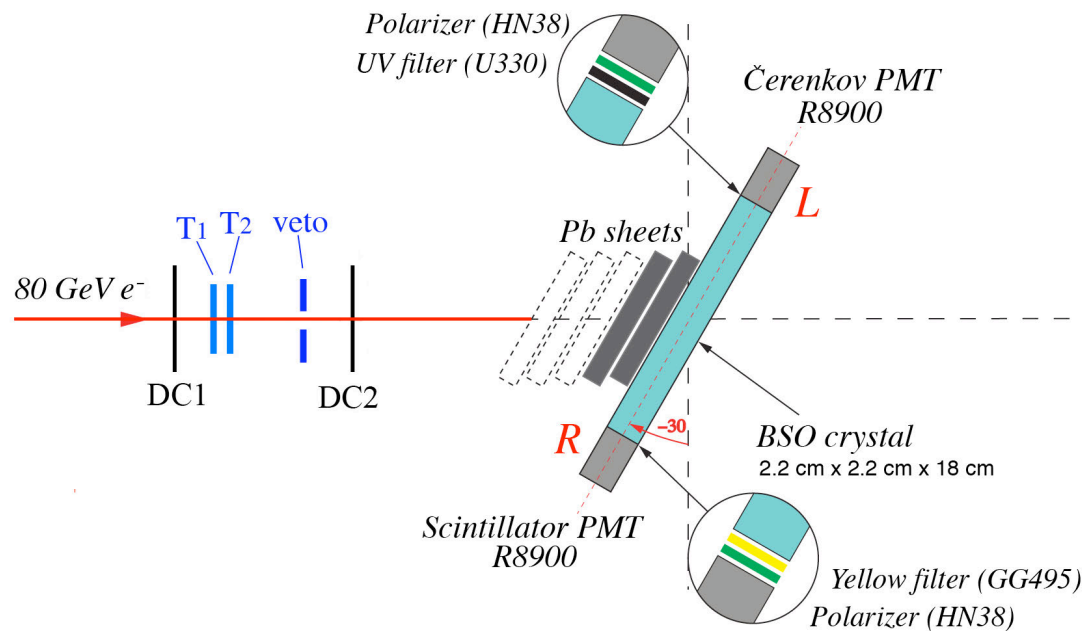 Polarizer (HN38)
UV filter (U330)
Čerenkov PMT
R8900
T1
T2
veto
L
Pb sheets
80 GeV e-
DC1
DC2
R
–30
BSO crystal
2.2 cm x 2.2 cm x 18 cm
Scintillator PMT
R8900
Yellow filter (GG495)
Polarizer (HN38)